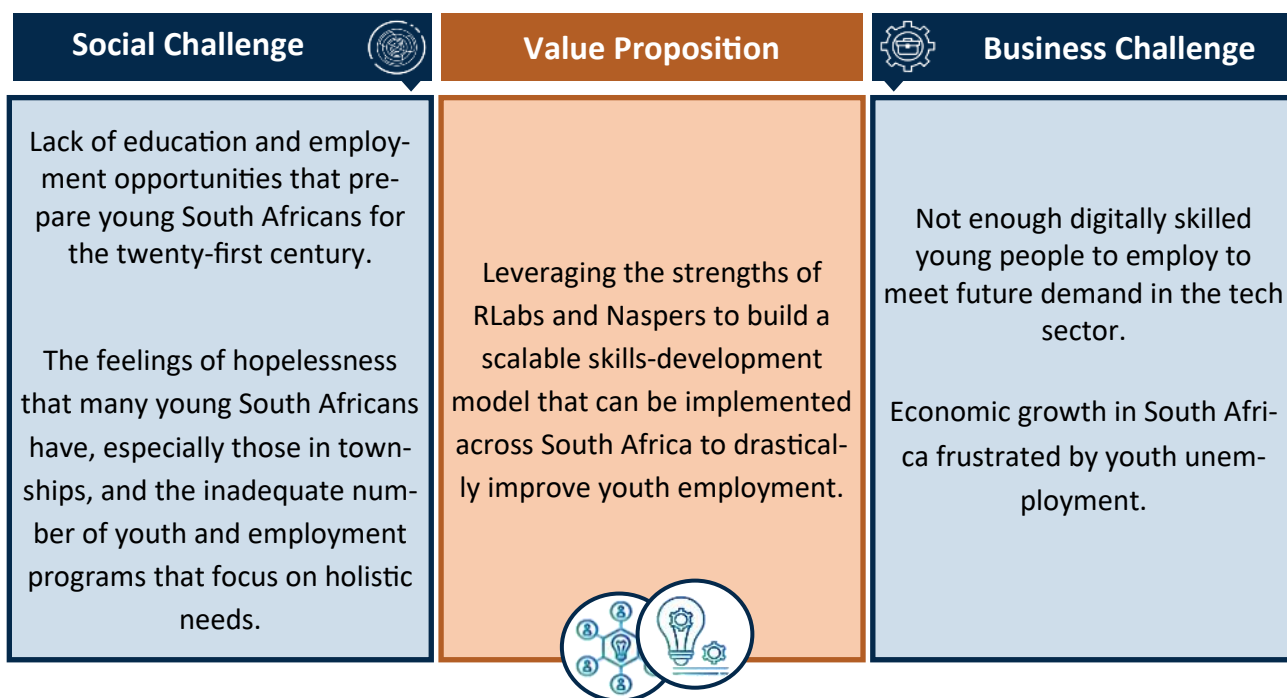 Social Challenge
Lack of education and employ-
ment opportunities that pre-
pare young South Africans for
the twenty-first century.
The feelings of hopelessness
that many young South Africans
have, especially those in town-
ships, and the inadequate num-
ber of youth and employment
programs that focus on holistic
needs.
Value Proposition
Leveraging the strengths of
RLabs and Naspers to build a
scalable skills-development
model that can be implemented
across South Africa to drastical-
ly improve youth employment.
Business Challenge
Not enough digitally skilled
young people to employ to
meet future demand in the tech
sector.
Economic growth in South Afri-
ca frustrated by youth unem-
ployment.